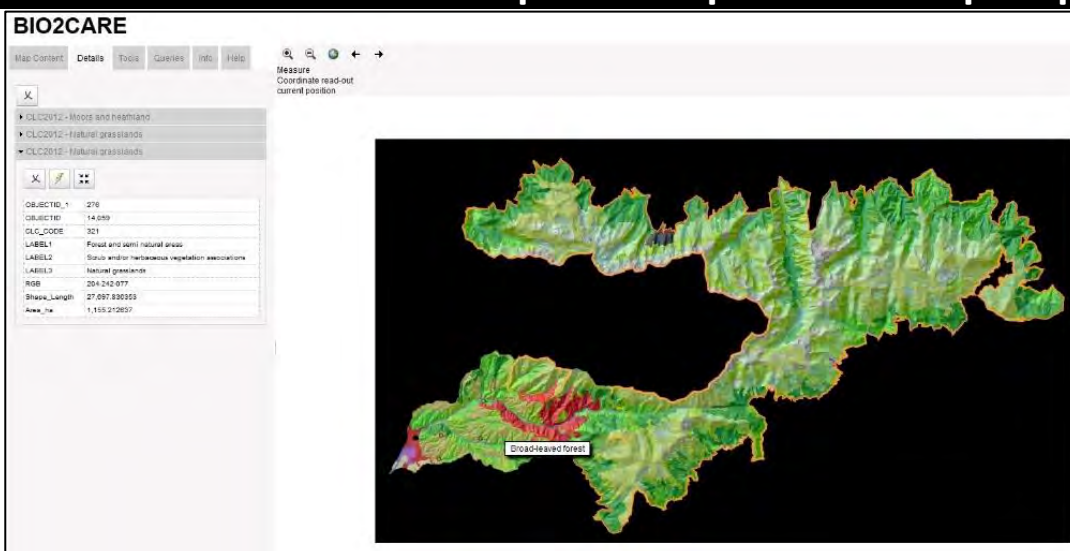 BIO2CARE
Map Content Details Tools Queries Info Help
Measure
Coordinate read-out
current position
CLC2012 - Moors and heathland
CLC2012 - Natural grasslands
CLC2012 - Natural grasslands
OBJECTID_1 276
OBJECTID 14,059
CLC_CODE 321
LABEL1 Forest and semi natural areas
LABEL2 Scrub and/or herbaceous vegetation associations
LABEL3 Natural grasslands
RGB 204-242-077
Shape_Length 27,097.830353
Area_ha 1,155.212637
Broad-leaved forest